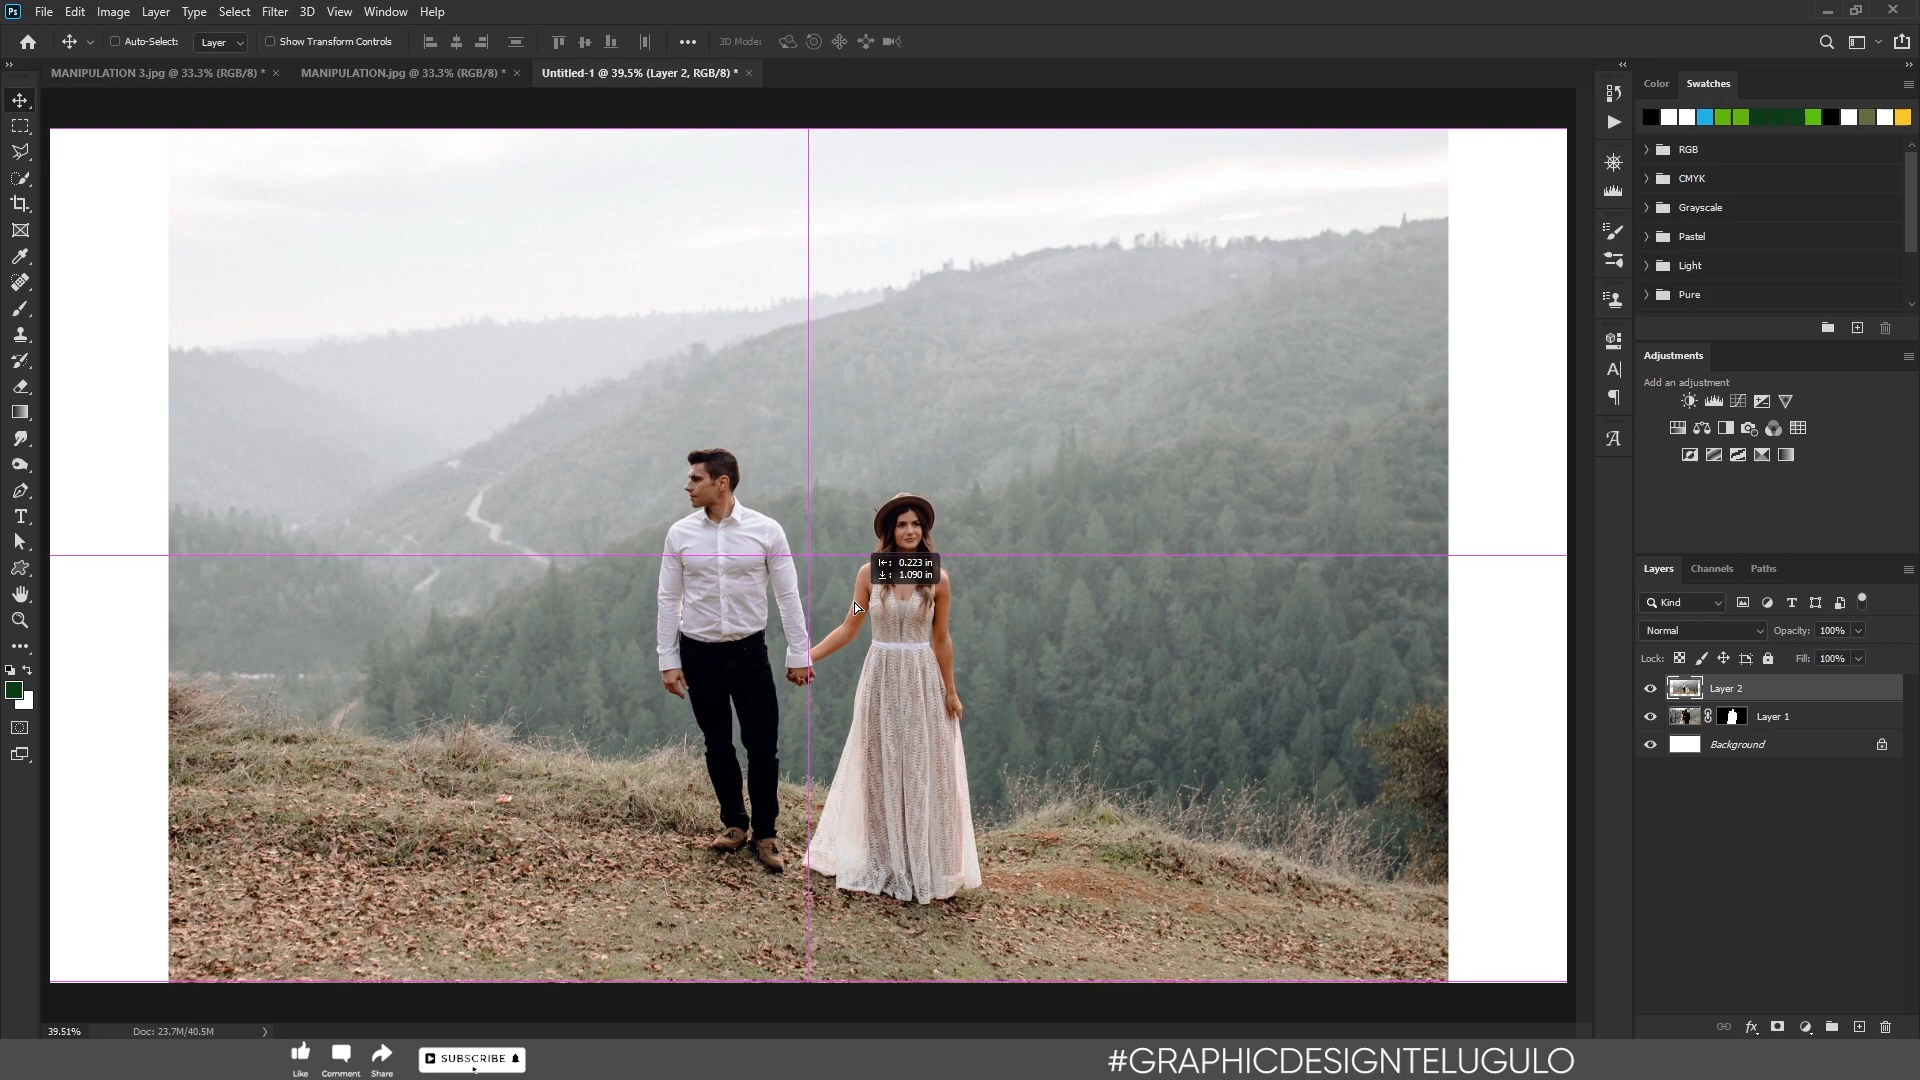 Ps File Edit Image Layer Type Select Filter 3D View Window Help
Auto-Select: Layer Show Transform Controls 3D Mode:
MANIPULATION 3.jpg @ 33.3% (RGB/8) * × MANIPULATION.jpg @ 33.3% (RGB/8) * × Untitled-1 @ 39.5% (Layer 2, RGB/8) * ×
Color Swatches
RGB
CMYK
Grayscale
Pastel
Light
Pure
Adjustments
Add an adjustment
0.223 in
1.090 in
Layers Channels Paths
Kind
Normal Opacity: 100%
Lock: Fill: 100%
Layer 2
Layer 1
Background
39.51% Doc: 23.7M/40.5M
Like Comment Share SUBSCRIBE
#GRAPHICDESIGNTELUGULO